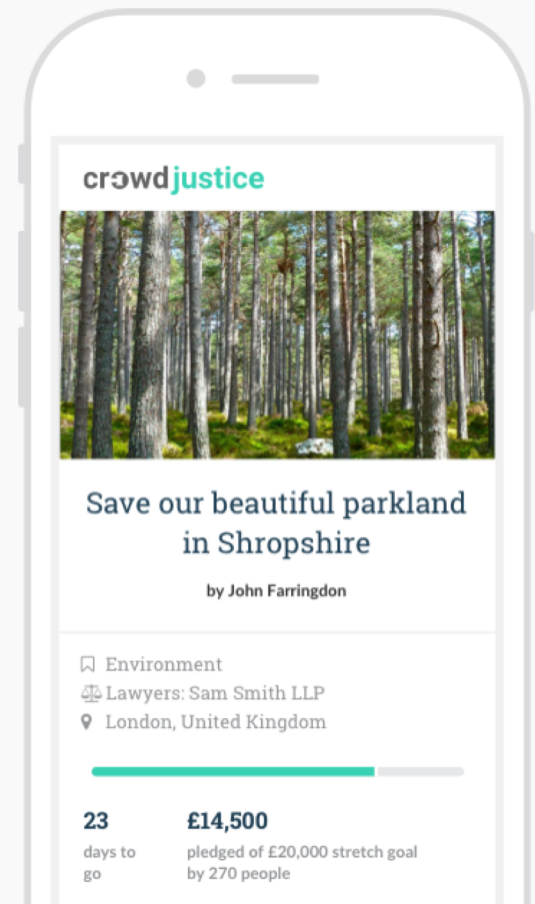 crowdjustice
Save our beautiful parkland
in Shropshire
by John Farringdon
Environment
Lawyers: Sam Smith LLP
London, United Kingdom
23
days to
go
£14,500
pledged of £20,000 stretch goal
by 270 people